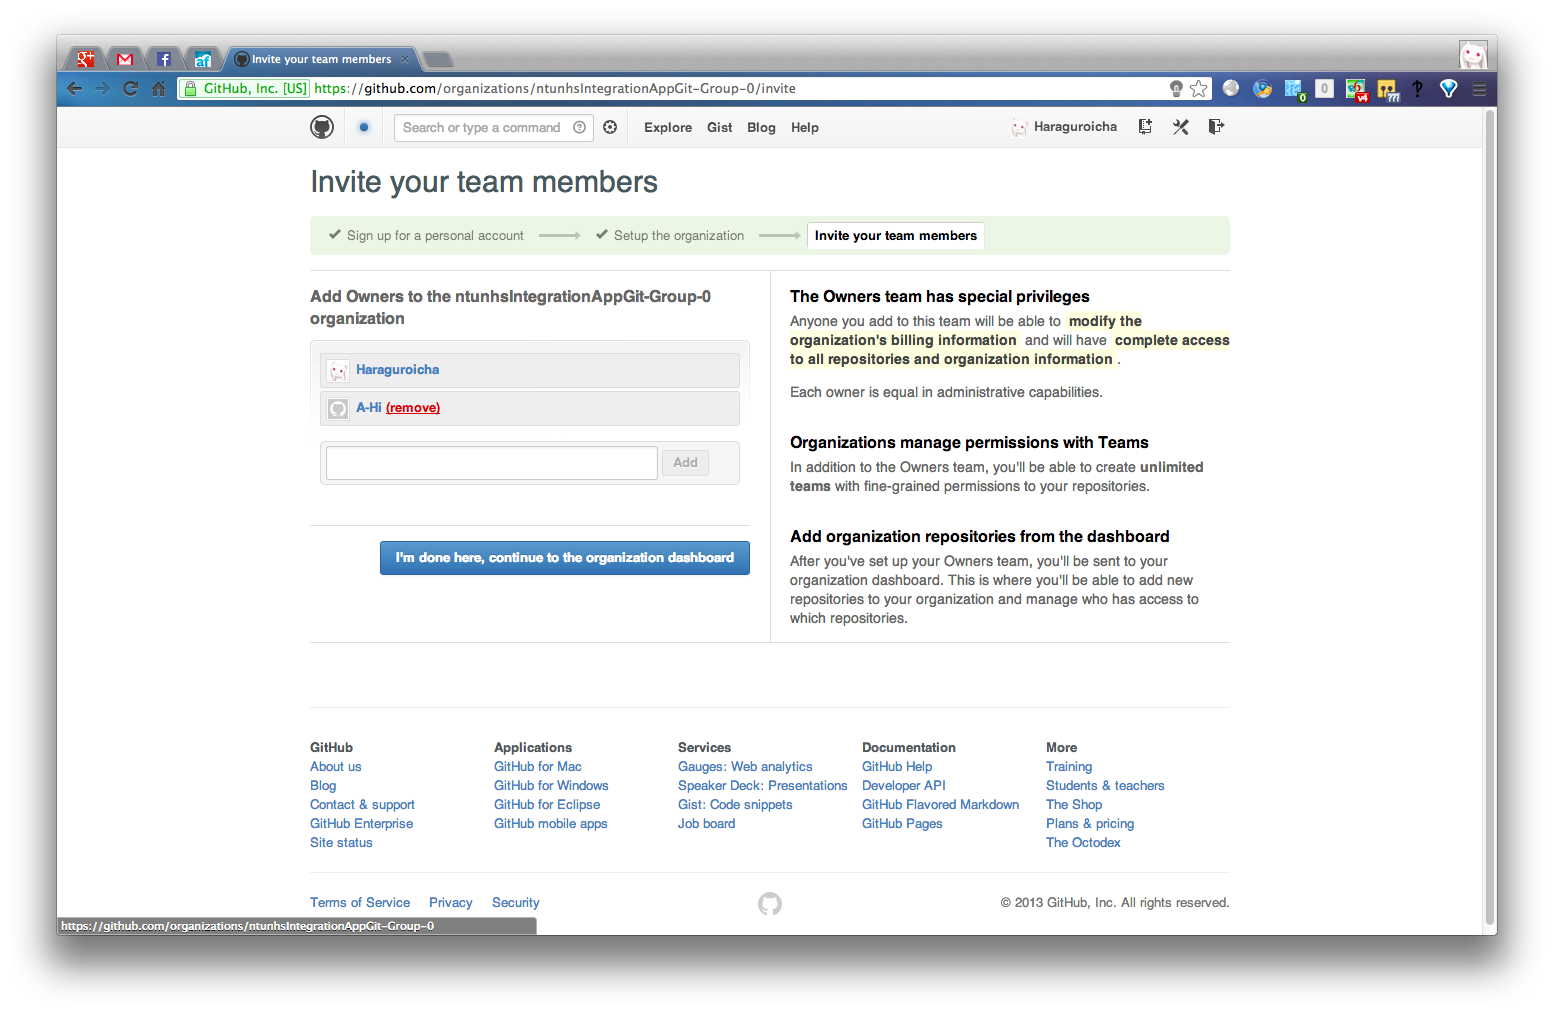 Invite your team members
GitHub, Inc. [US] https://github.com/organizations/ntunhsIntegrationAppGit-Group-0/invite
Search or type a command
Explore Gist Blog Help
Haraguroicha
Invite your team members
Sign up for a personal account
Setup the organization
Invite your team members
Add Owners to the ntunhsIntegrationAppGit-Group-0
organization
Haraguroicha
A-Hi (remove)
Add
I'm done here, continue to the organization dashboard
The Owners team has special privileges
Anyone you add to this team will be able to modify the
organization's billing information and will have complete access
to all repositories and organization information.
Each owner is equal in administrative capabilities.
Organizations manage permissions with Teams
In addition to the Owners team, you'll be able to create unlimited
teams with fine-grained permissions to your repositories.
Add organization repositories from the dashboard
After you've set up your Owners team, you'll be sent to your
organization dashboard. This is where you'll be able to add new
repositories to your organization and manage who has access to
which repositories.
GitHub
About us
Blog
Contact & support
GitHub Enterprise
Site status
Applications
GitHub for Mac
GitHub for Windows
GitHub for Eclipse
GitHub mobile apps
Services
Gauges: Web analytics
Speaker Deck: Presentations
Gist: Code snippets
Job board
Documentation
GitHub Help
Developer API
GitHub Flavored Markdown
GitHub Pages
More
Training
Students & teachers
The Shop
Plans & pricing
The Octodex
Terms of Service Privacy Security
© 2013 GitHub, Inc. All rights reserved.
https://github.com/organizations/ntunhsIntegrationAppGit-Group-0